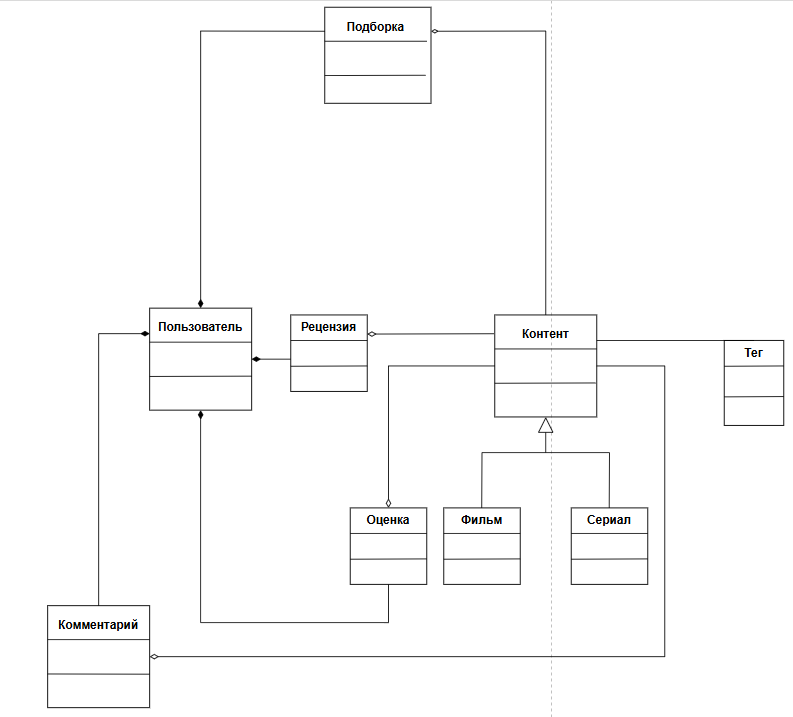 Подборка
Пользователь
Рецензия
Контент
Тег
Оценка
Фильм
Сериал
Комментарий